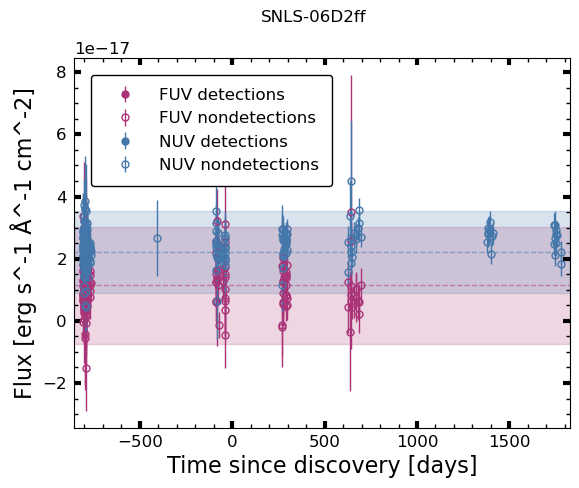 SNLS-06D2ff
1e−17
FUV detections
FUV nondetections
NUV detections
NUV nondetections
8
6
4
2
0
−2
Flux [erg s^-1 Å^-1 cm^-2]
−500 0 500 1000 1500
Time since discovery [days]